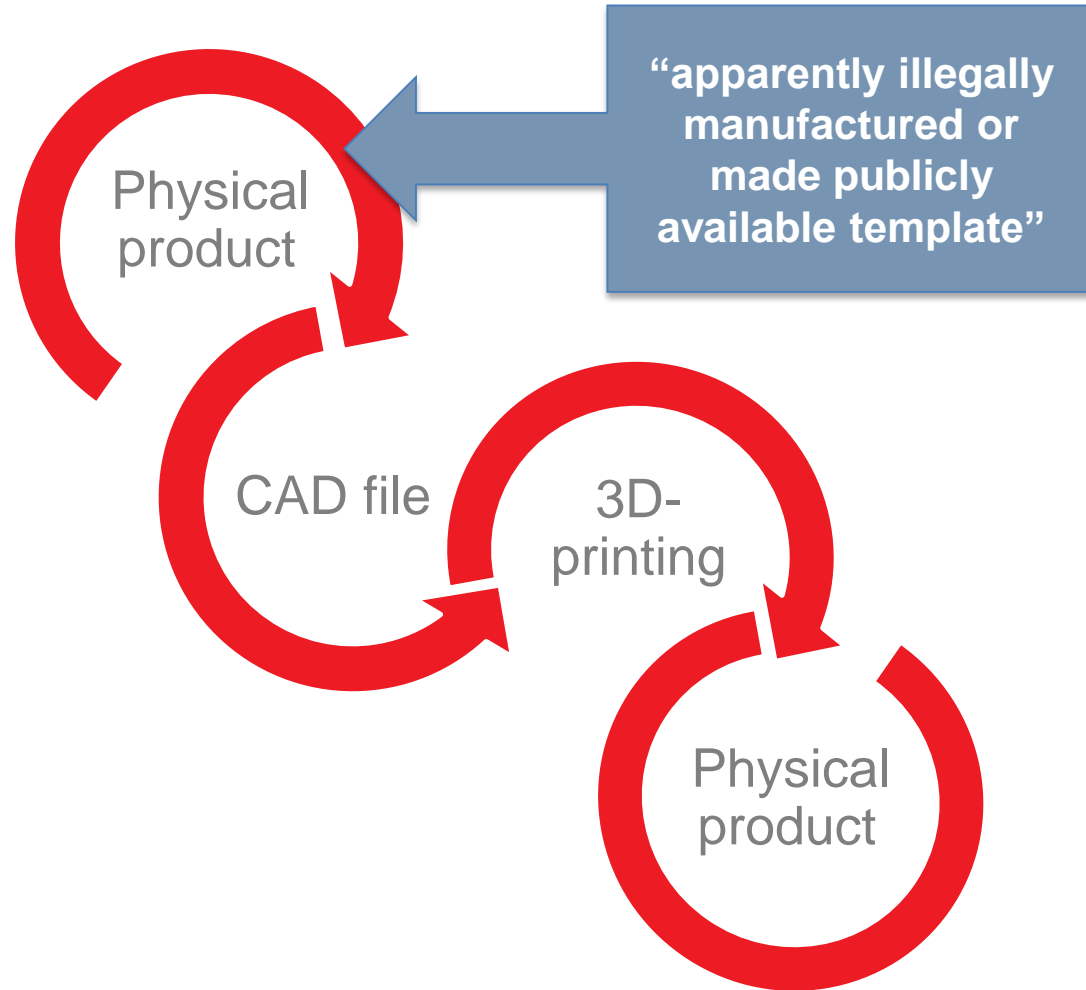 “apparently illegally
manufactured or
made publicly
available template”
Physical
product
CAD file
3D-
printing
Physical
product